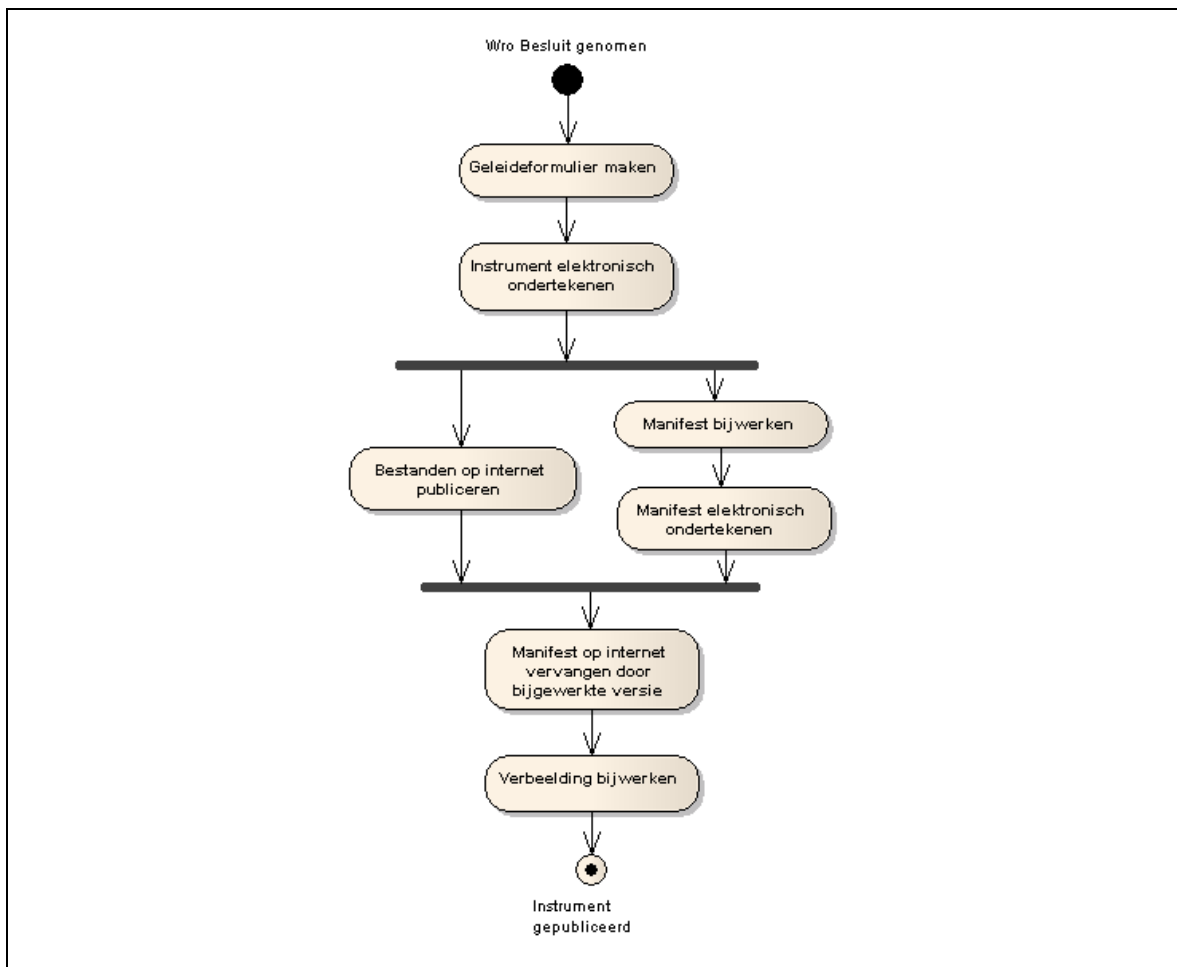 Wro Besluit genomen
Geleideformulier maken
Instrument elektronisch
ondertekenen
Manifest bijwerken
Bestanden op internet
publiceren
Manifest elektronisch
ondertekenen
Manifest op internet
vervangen door
bijgewerkte versie
Verbeelding bijwerken
Instrument
gepubliceerd